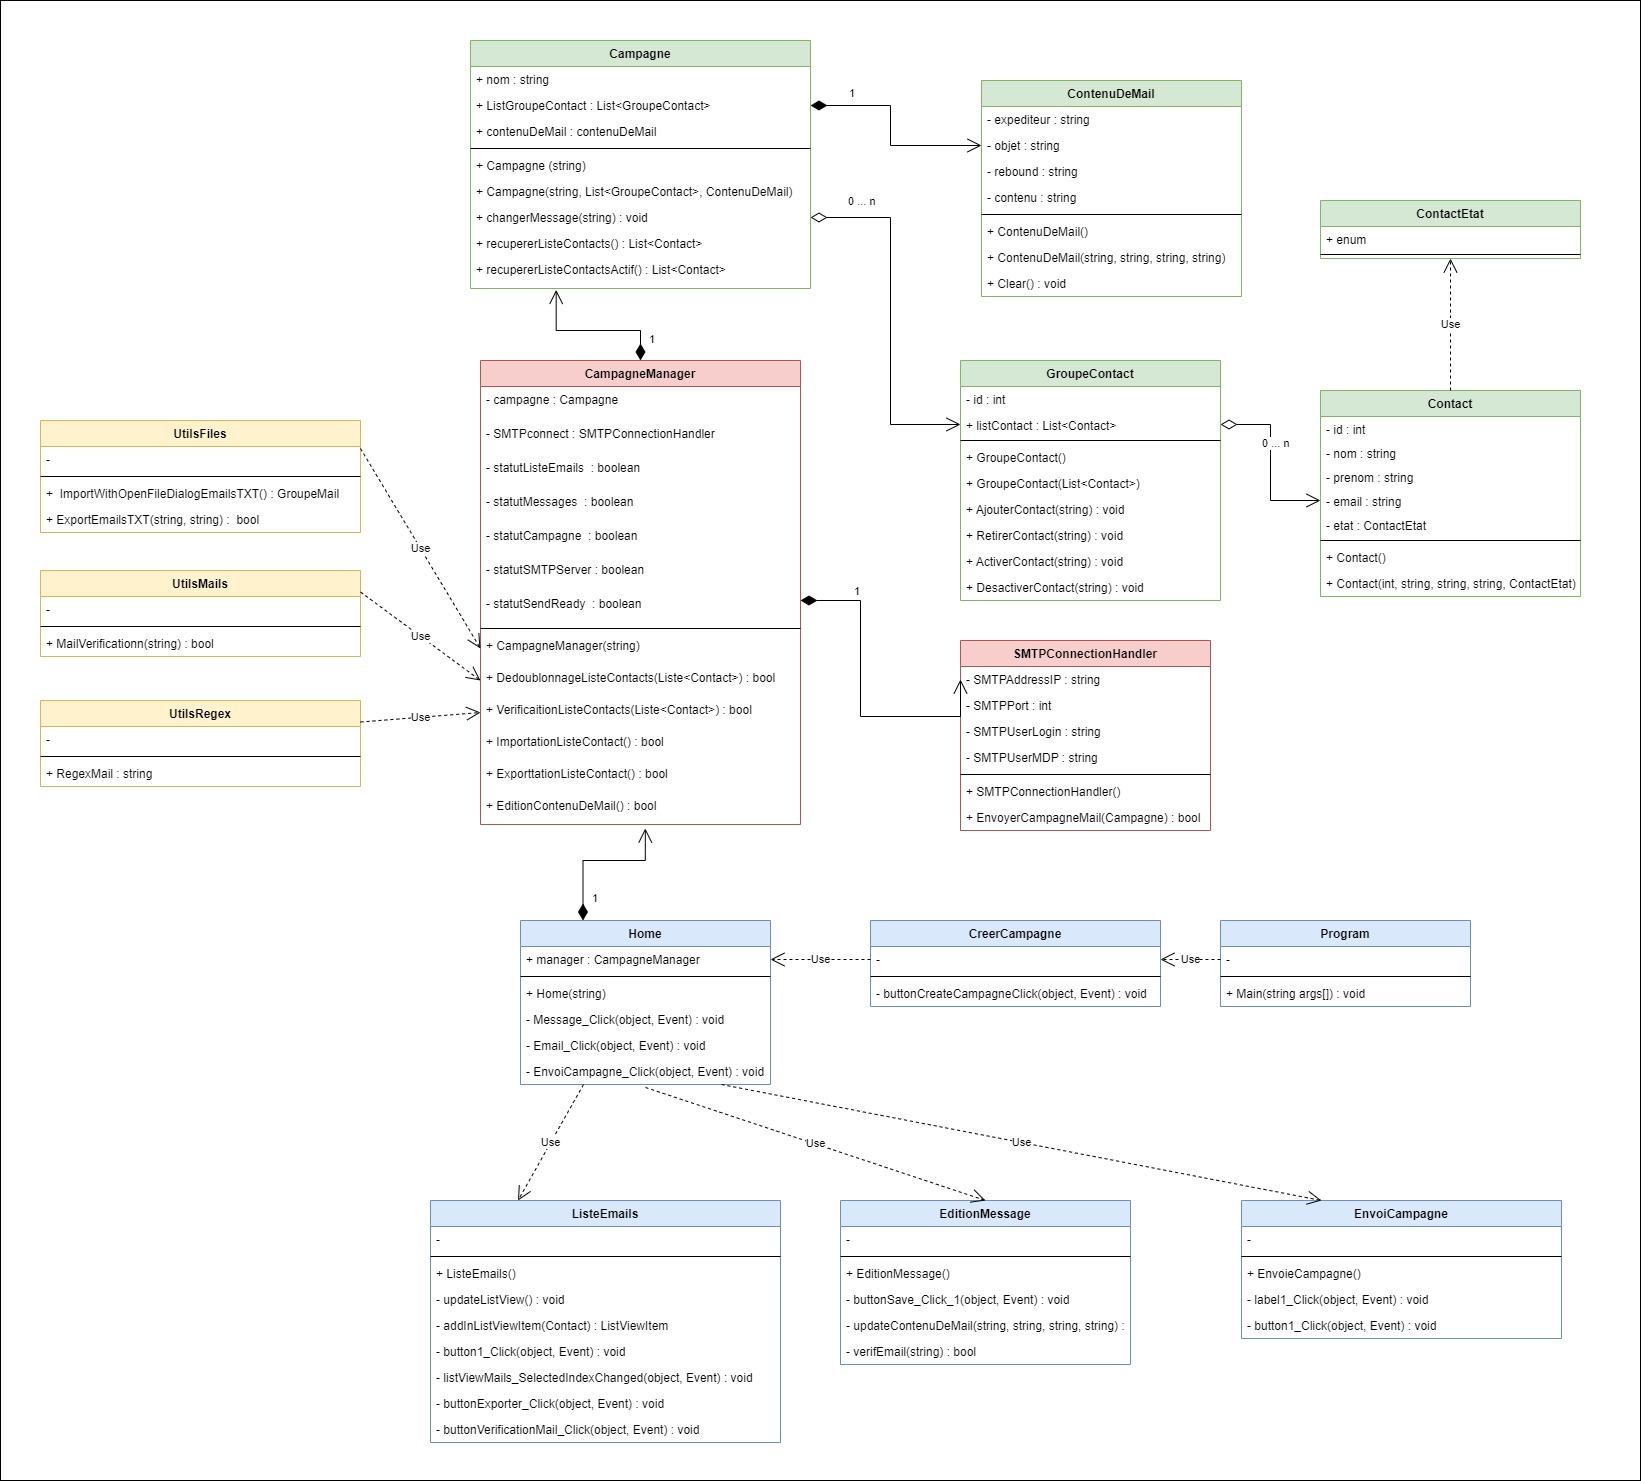 Campagne
+ nom : string
+ ListGroupeContact : List<GroupeContact>
+ contenuDeMail : contenuDeMail
+ Campagne (string)
+ Campagne(string, List<GroupeContact>, ContenuDeMail)
+ changerMessage(string) : void
+ recupererListeContacts() : List<Contact>
+ recupererListeContactsActif() : List<Contact>
1
0 ... n
ContenuDeMail
- expediteur : string
- objet : string
- rebound : string
- contenu : string
+ ContenuDeMail()
+ ContenuDeMail(string, string, string, string)
+ Clear() : void
ContactEtat
+ enum
Use
1
CampagneManager
- campagne : Campagne
- SMTPconnect : SMTPConnectionHandler
- statutListeEmails : boolean
- statutMessages : boolean
- statutCampagne : boolean
- statutSMTPServer : boolean
- statutSendReady : boolean
+ CampagneManager(string)
+ DedoublonnageListeContacts(Liste<Contact>) : bool
+ VerificaitionListeContacts(Liste<Contact>) : bool
+ ImportationListeContact() : bool
+ ExporttationListeContact() : bool
+ EditionContenuDeMail() : bool
GroupeContact
- id : int
+ listContact : List<Contact>
+ GroupeContact()
+ GroupeContact(List<Contact>)
+ AjouterContact(string) : void
+ RetirerContact(string) : void
+ ActiverContact(string) : void
+ DesactiverContact(string) : void
0 ... n
Contact
- id : int
- nom : string
- prenom : string
- email : string
- etat : ContactEtat
+ Contact()
+ Contact(int, string, string, string, ContactEtat)
UtilsFiles
-
+ ImportWithOpenFileDialogEmailsTXT() : GroupeMail
+ ExportEmailsTXT(string, string) : bool
Use
UtilsMails
-
+ MailVerificationn(string) : bool
Use
UtilsRegex
-
+ RegexMail : string
Use
1
SMTPConnectionHandler
- SMTPAddressIP : string
- SMTPPort : int
- SMTPUserLogin : string
- SMTPUserMDP : string
+ SMTPConnectionHandler()
+ EnvoyerCampagneMail(Campagne) : bool
1
Home
+ manager : CampagneManager
+ Home(string)
- Message_Click(object, Event) : void
- Email_Click(object, Event) : void
- EnvoiCampagne_Click(object, Event) : void
Use
CreerCampagne
-
- buttonCreateCampagneClick(object, Event) : void
Use
Program
-
+ Main(string args[]) : void
Use
Use
Use
ListeEmails
-
+ ListeEmails()
- updateListView() : void
- addInListViewItem(Contact) : ListViewItem
- button1_Click(object, Event) : void
- listViewMails_SelectedIndexChanged(object, Event) : void
- buttonExporter_Click(object, Event) : void
- buttonVerificationMail_Click(object, Event) : void
EditionMessage
-
+ EditionMessage()
- buttonSave_Click_1(object, Event) : void
- updateContenuDeMail(string, string, string, string) :
- verifEmail(string) : bool
EnvoiCampagne
-
+ EnvoieCampagne()
- label1_Click(object, Event) : void
- button1_Click(object, Event) : void